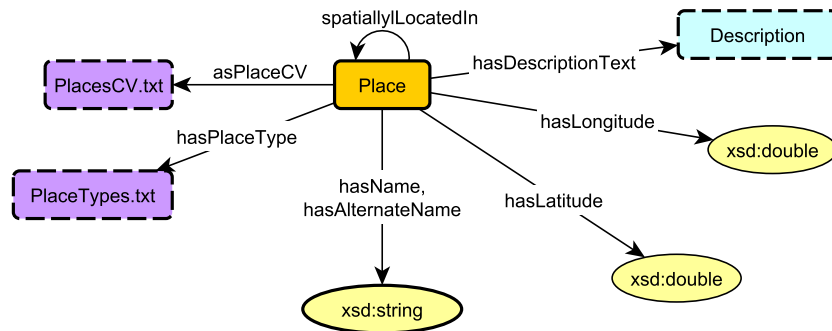 spatiallylLocatedIn
Description
hasDescriptionText
asPlaceCV
PlacesCV.txt
Place
hasLongitude
hasPlaceType
xsd:double
PlaceTypes.txt
hasName,
hasAlternateName
hasLatitude
xsd:double
xsd:string